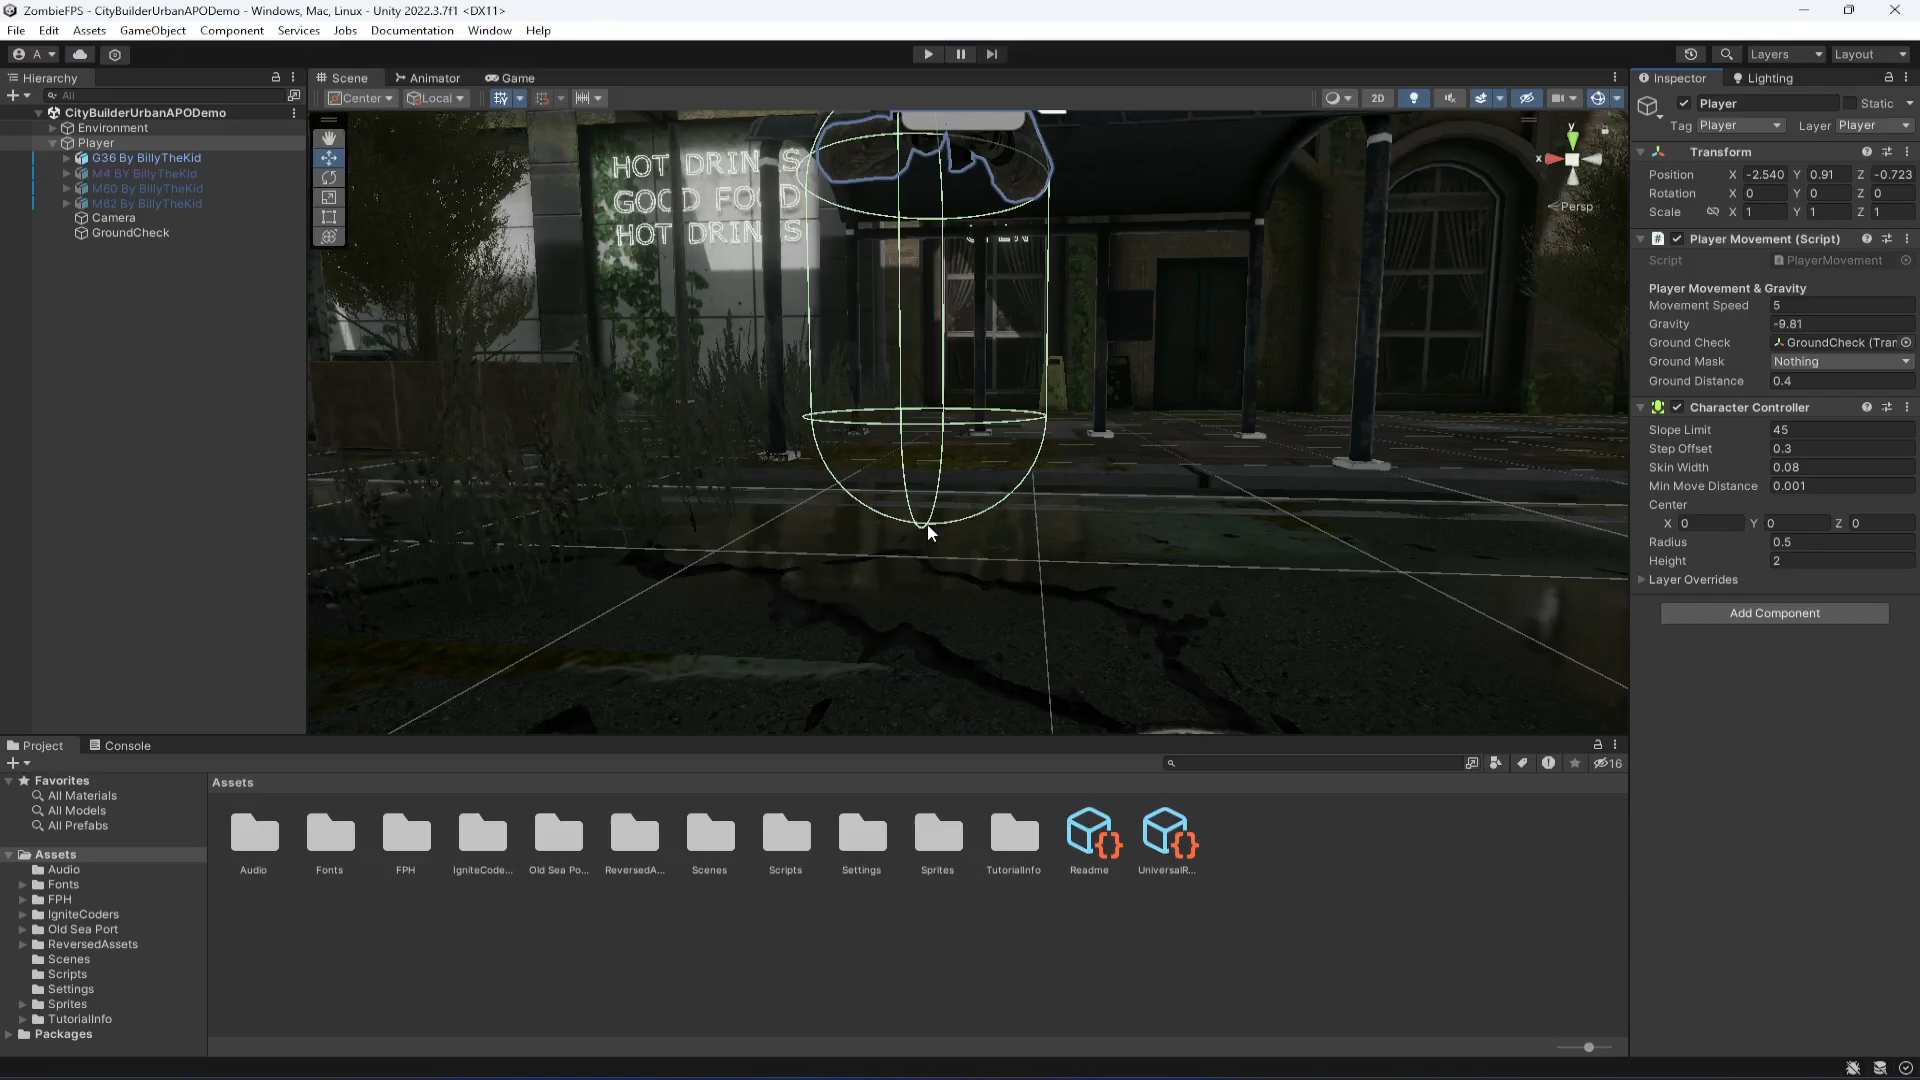 ZombieFPS - CityBuilderUrbanAPODemo - Windows, Mac, Linux - Unity 2022.3.7f1 <DX11>
File Edit Assets GameObject Component Services Jobs Documentation Window Help
A Layers Layout
Hierarchy
All
CityBuilderUrbanAPODemo
Environment
Player
G36 By BillyTheKid
M4 BY BillyTheKid
M60 By BillyTheKid
M82 By BillyTheKid
Camera
GroundCheck
Scene Animator Game
Center Local 2D
HOT DRINKS
GOOD FOOD
HOT DRINKS
y
x
Persp
Inspector Lighting
Player Static
Tag Player Layer Player
Transform
Position X -2.540 Y 0.91 Z -0.723
Rotation X 0 Y 0 Z 0
Scale X 1 Y 1 Z 1
Player Movement (Script)
Script PlayerMovement
Player Movement & Gravity
Movement Speed 5
Gravity -9.81
Ground Check GroundCheck (Tran
Ground Mask Nothing
Ground Distance 0.4
Character Controller
Slope Limit 45
Step Offset 0.3
Skin Width 0.08
Min Move Distance 0.001
Center
X 0 Y 0 Z 0
Radius 0.5
Height 2
Layer Overrides
Add Component
Project Console
16
Favorites
All Materials
All Models
All Prefabs
Assets
Audio
Fonts
FPH
IgniteCoders
Old Sea Port
ReversedAssets
Scenes
Scripts
Settings
Sprites
TutorialInfo
Packages
Assets
Audio Fonts FPH IgniteCode... Old Sea Po... ReversedA... Scenes Scripts Settings Sprites TutorialInfo Readme UniversalR...